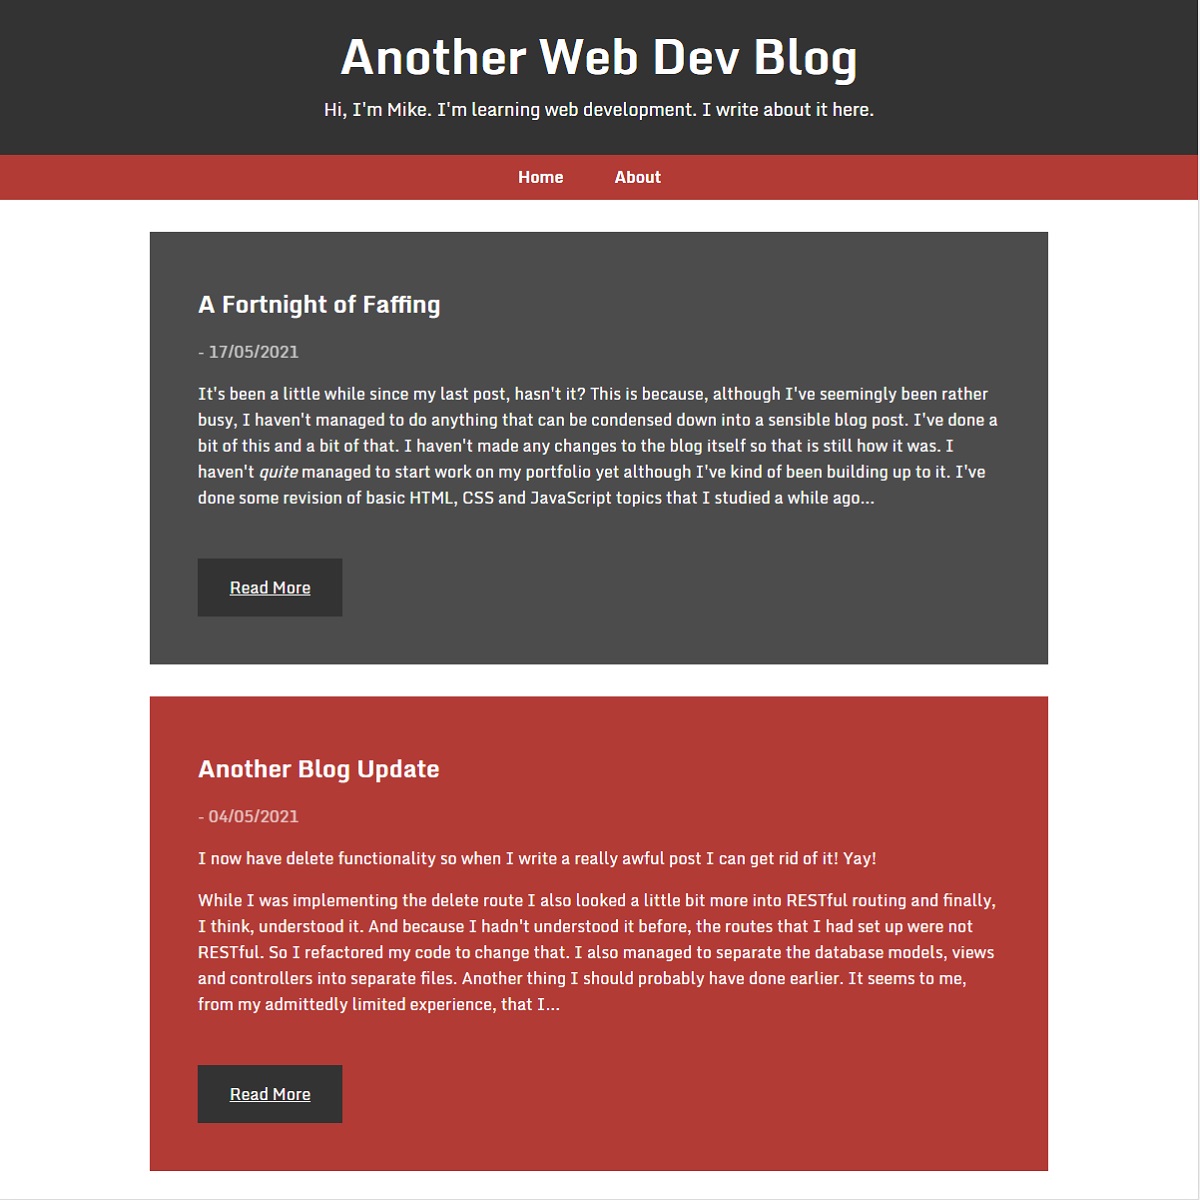 Another Web Dev Blog
Hi, I'm Mike. I'm learning web development. I write about it here.
Home About
A Fortnight of Faffing
- 17/05/2021
It's been a little while since my last post, hasn't it? This is because, although I've seemingly been rather
busy, I haven't managed to do anything that can be condensed down into a sensible blog post. I've done a
bit of this and a bit of that. I haven't made any changes to the blog itself so that is still how it was. I
haven't quite managed to start work on my portfolio yet although I've kind of been building up to it. I've
done some revision of basic HTML, CSS and JavaScript topics that I studied a while ago...
Read More
Another Blog Update
- 04/05/2021
I now have delete functionality so when I write a really awful post I can get rid of it! Yay!
While I was implementing the delete route I also looked a little bit more into RESTful routing and finally,
I think, understood it. And because I hadn't understood it before, the routes that I had set up were not
RESTful. So I refactored my code to change that. I also managed to separate the database models, views
and controllers into separate files. Another thing I should probably have done earlier. It seems to me,
from my admittedly limited experience, that I...
Read More